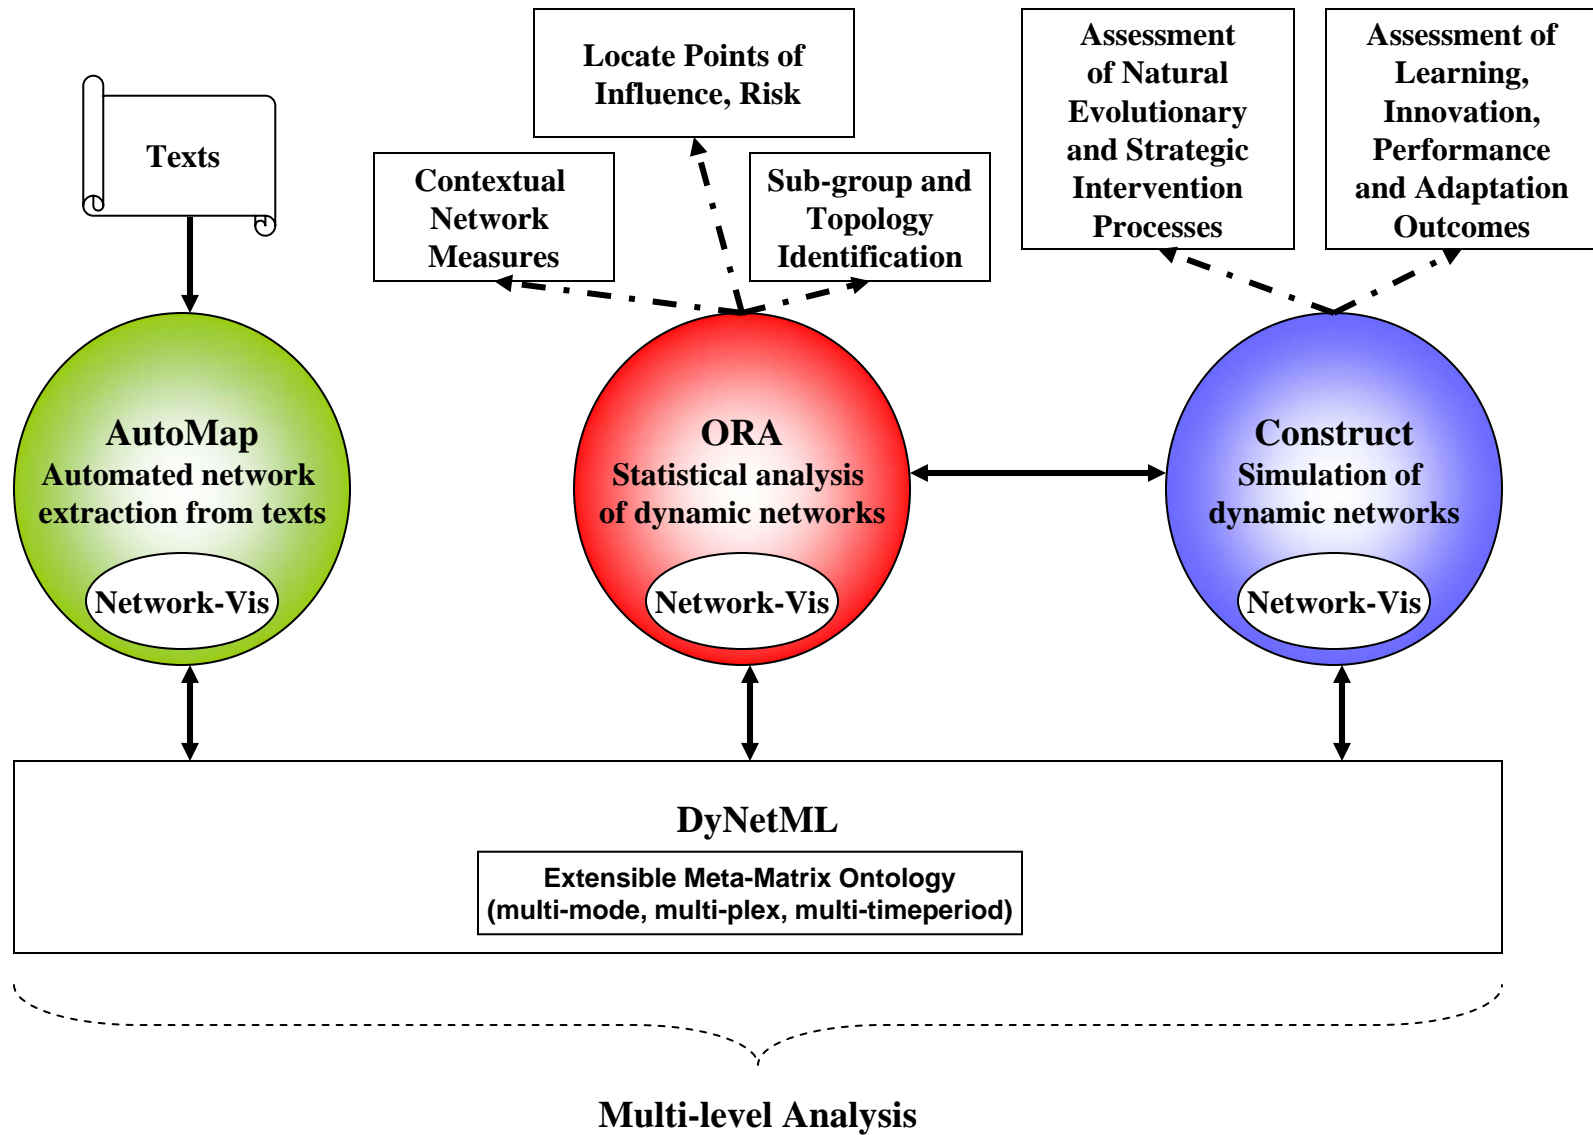 Texts
Locate Points of
Influence, Risk
Contextual
Network
Measures
Sub-group and
Topology
Identification
Assessment
of Natural
Evolutionary
and Strategic
Intervention
Processes
Assessment of
Learning,
Innovation,
Performance
and Adaptation
Outcomes
AutoMap
Automated network
extraction from texts
Network-Vis
ORA
Statistical analysis
of dynamic networks
Network-Vis
Construct
Simulation of
dynamic networks
Network-Vis
DyNetML
Extensible Meta-Matrix Ontology
(multi-mode, multi-plex, multi-timeperiod)
Multi-level Analysis